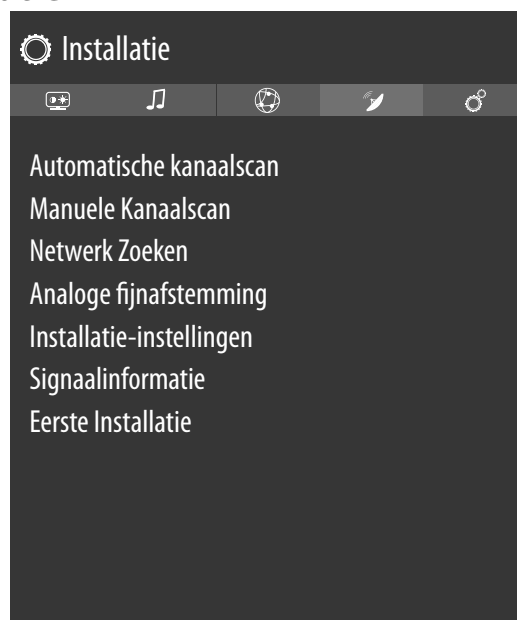 Installatie
Automatische kanaalscan
Manuele Kanaalscan
Netwerk Zoeken
Analoge fijnafstemming
Installatie-instellingen
Signaalinformatie
Eerste Installatie